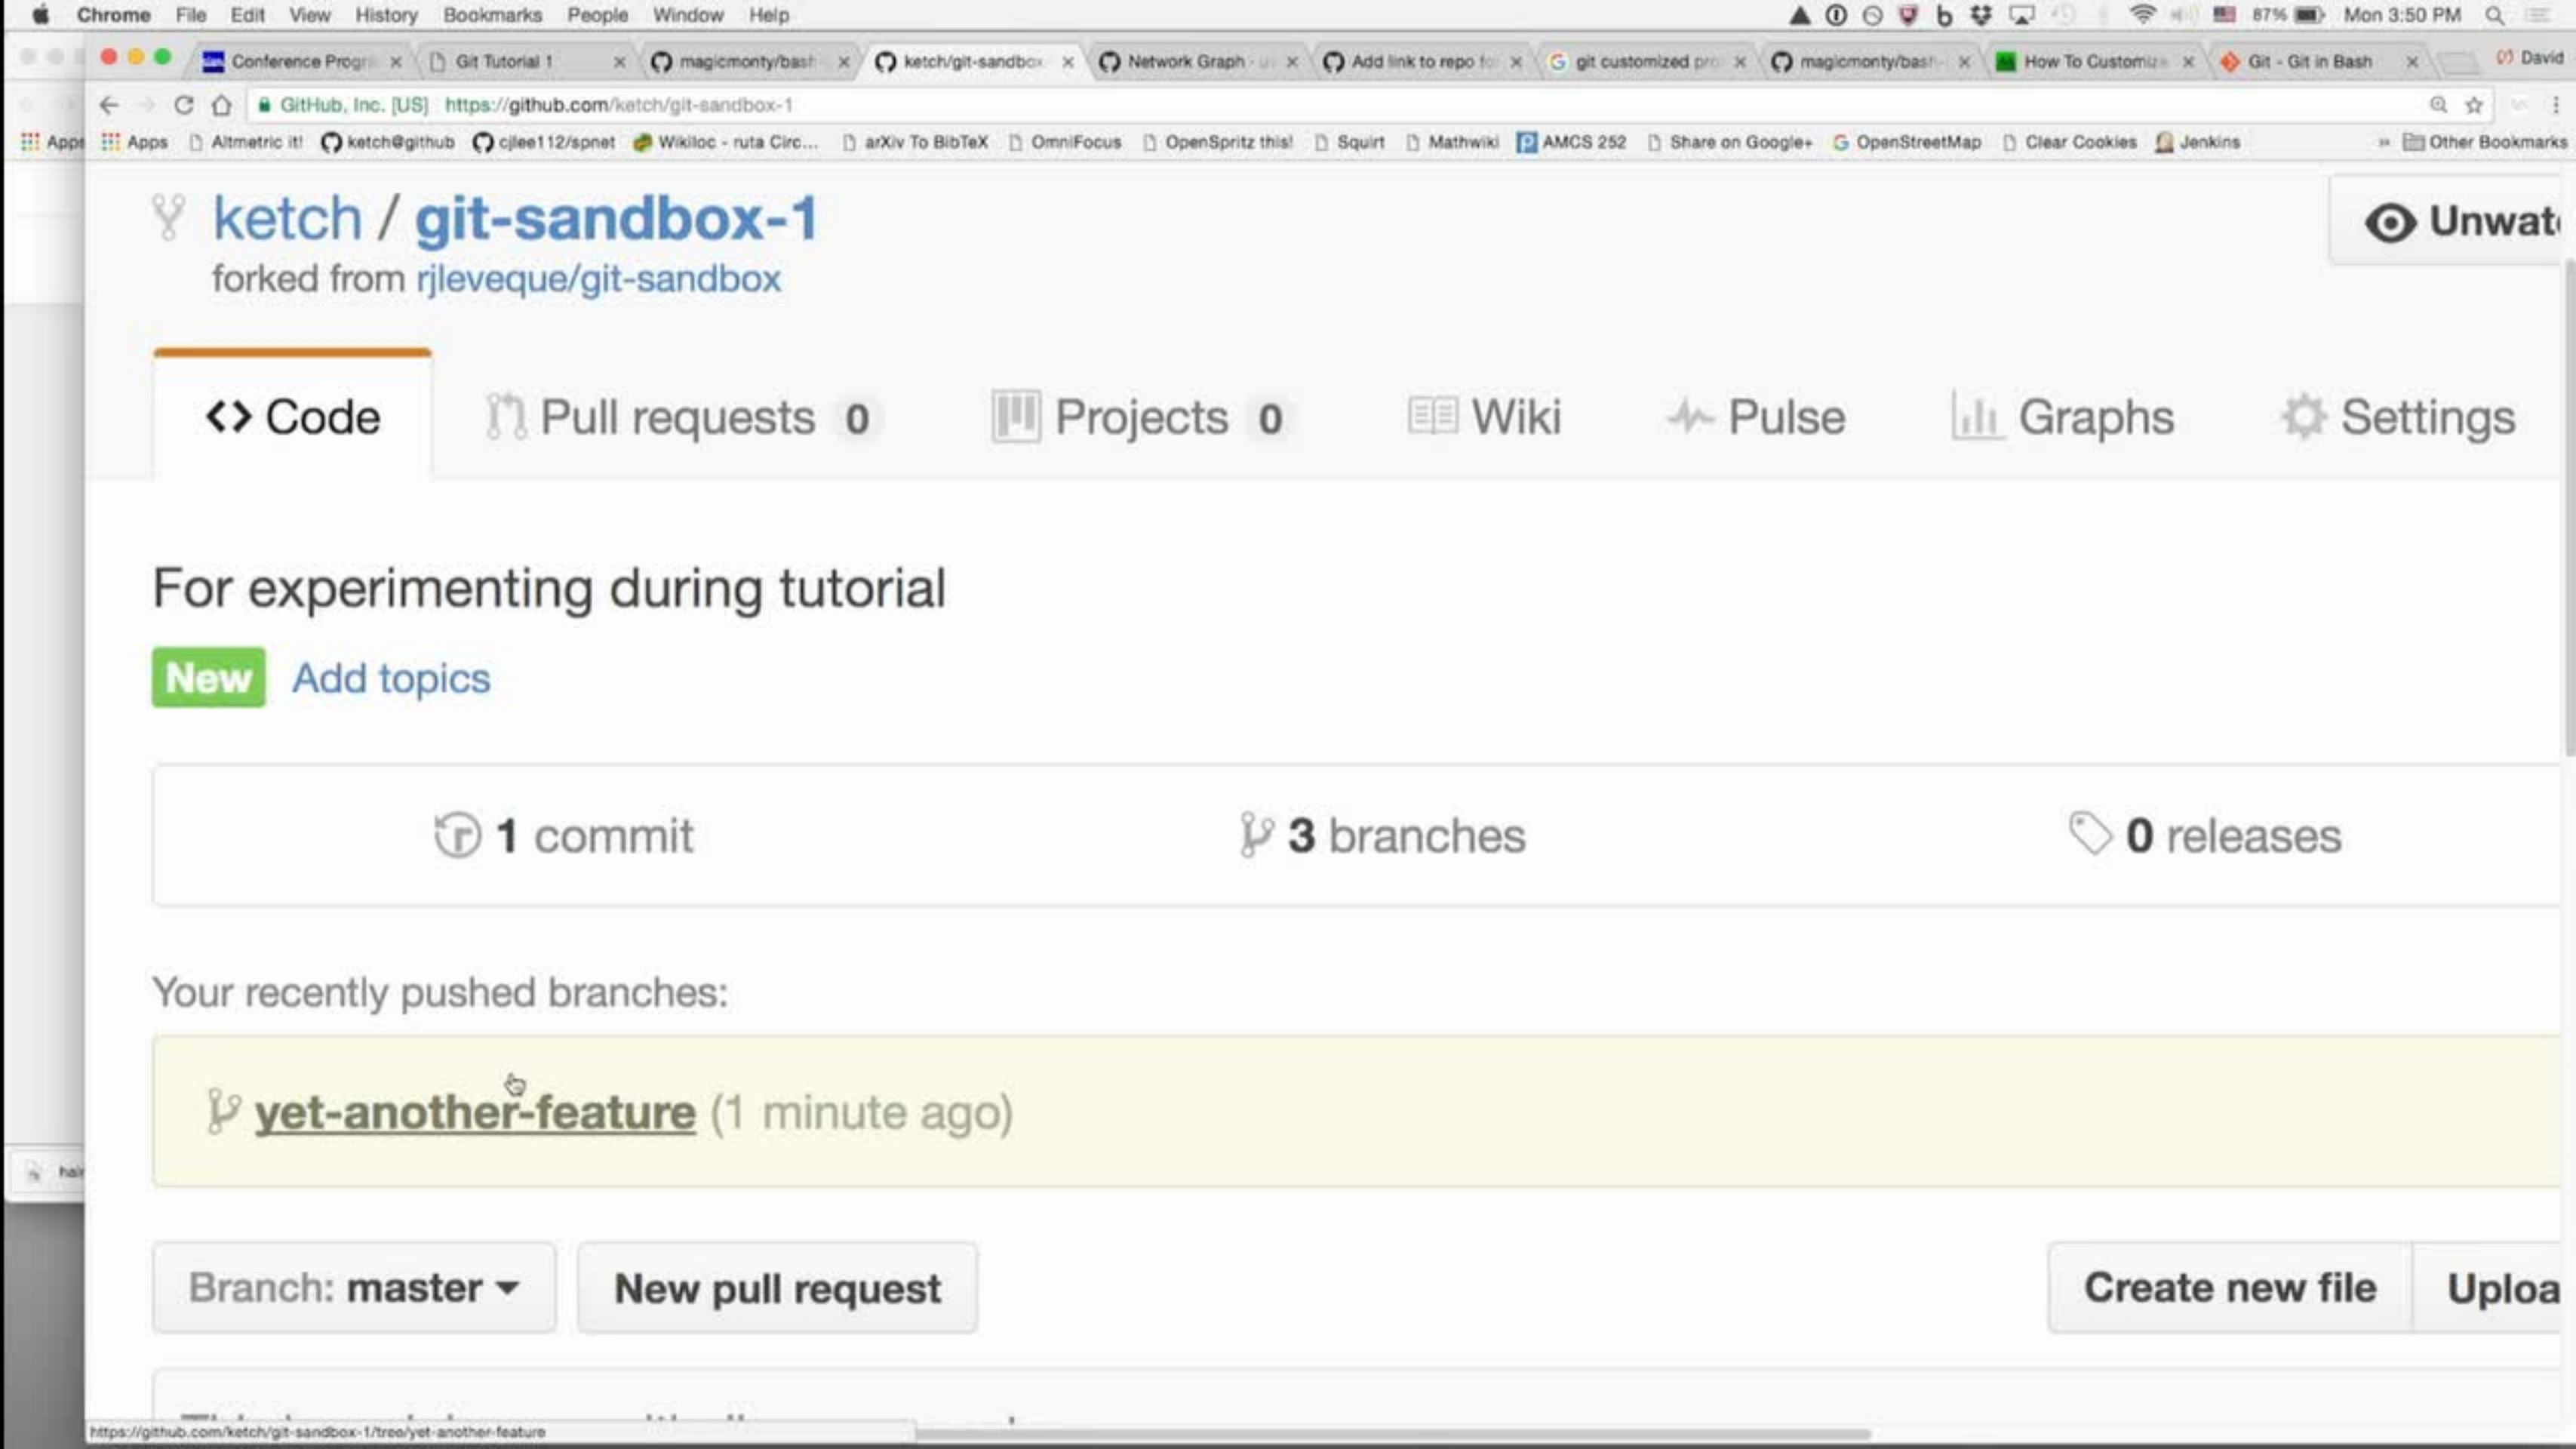 Chrome File Edit View History Bookmarks People Window Help 87% Mon 3:50 PM
Conference Progr Git Tutorial 1 magicmonty/bash ketch/git-sandbox Network Graph Add link to repo fo git customized pro magicmonty/bash- How To Customiz Git - Git in Bash David
GitHub, Inc. [US] https://github.com/ketch/git-sandbox-1
Apps Apps Altmetric it! ketch@github cjlee112/spnet Wikiloc - ruta Circ... arXiv To BibTeX OmniFocus OpenSpritz this! Squirt Mathwiki AMCS 252 Share on Google+ OpenStreetMap Clear Cookies Jenkins » Other Bookmarks
ketch / git-sandbox-1 Unwat
forked from rjleveque/git-sandbox
<> Code Pull requests 0 Projects 0 Wiki Pulse Graphs Settings
For experimenting during tutorial
New Add topics
1 commit 3 branches 0 releases
Your recently pushed branches:
yet-another-feature (1 minute ago)
hair
Branch: master New pull request Create new file Uploa
https://github.com/ketch/git-sandbox-1/tree/yet-another-feature